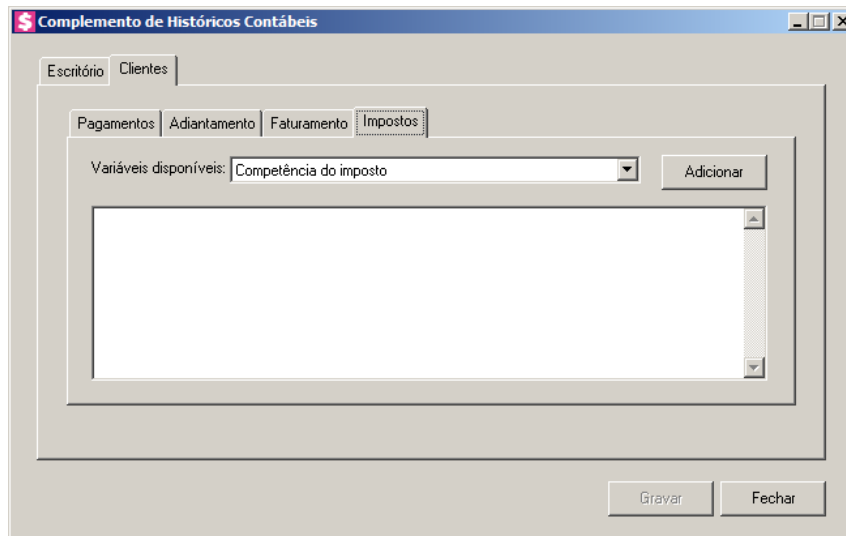 Complemento de Históricos Contábeis
Escritório Clientes
Pagamentos Adiantamento Faturamento Impostos
Variáveis disponíveis: Competência do imposto Adicionar
Gravar Fechar